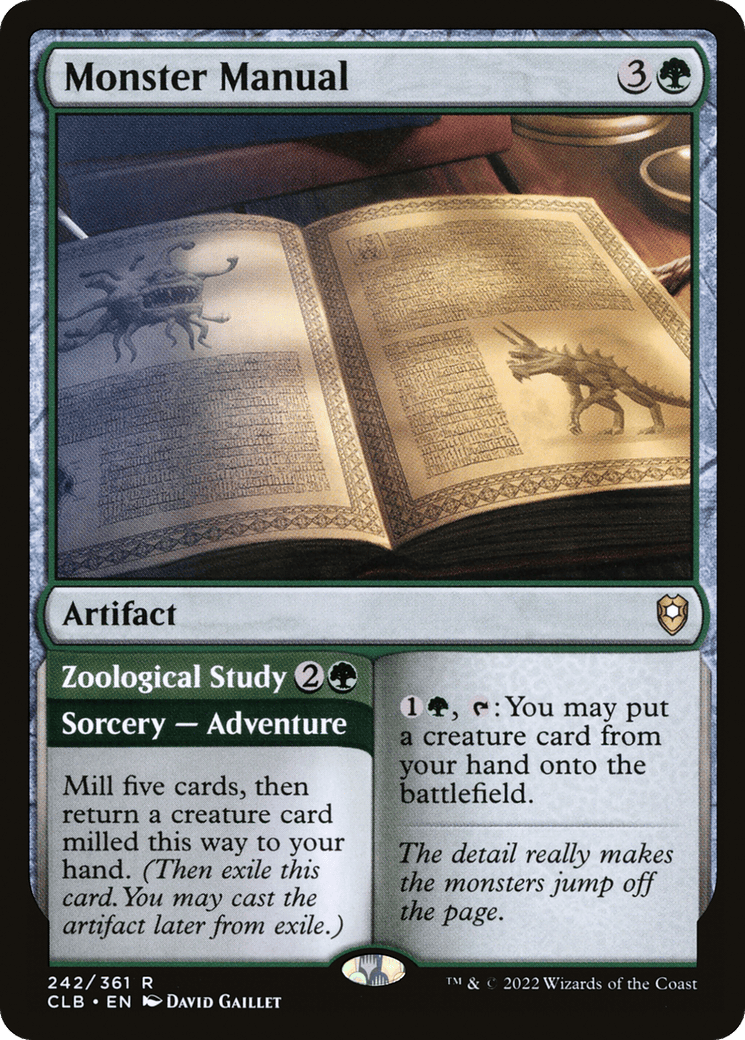 Monster Manual 3
Artifact
Zoological Study 2
Sorcery — Adventure
Mill five cards, then
return a creature card
milled this way to your
hand. (Then exile this
card. You may cast the
artifact later from exile.)
1, : You may put
a creature card from
your hand onto the
battlefield.
The detail really makes
the monsters jump off
the page.
242/361 R
CLB • EN DAVID GAILLET
™ & © 2022 Wizards of the Coast